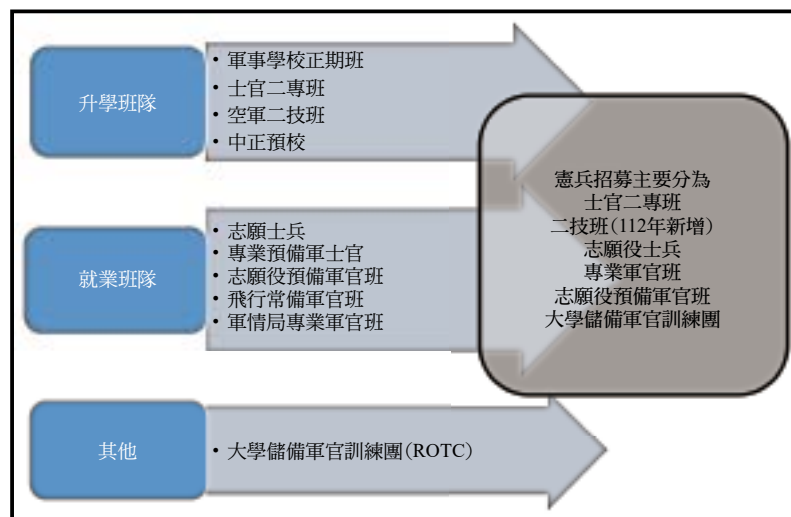 升學班隊
• 軍事學校正期班
• 士官二專班
• 空軍二技班
• 中正預校
就業班隊
• 志願士兵
• 專業預備軍士官
• 志願役預備軍官班
• 飛行常備軍官班
• 軍情局專業軍官班
其他
• 大學儲備軍官訓練團(ROTC)
憲兵招募主要分為
士官二專班
二技班(112年新增)
志願役士兵
專業軍官班
志願役預備軍官班
大學儲備軍官訓練團